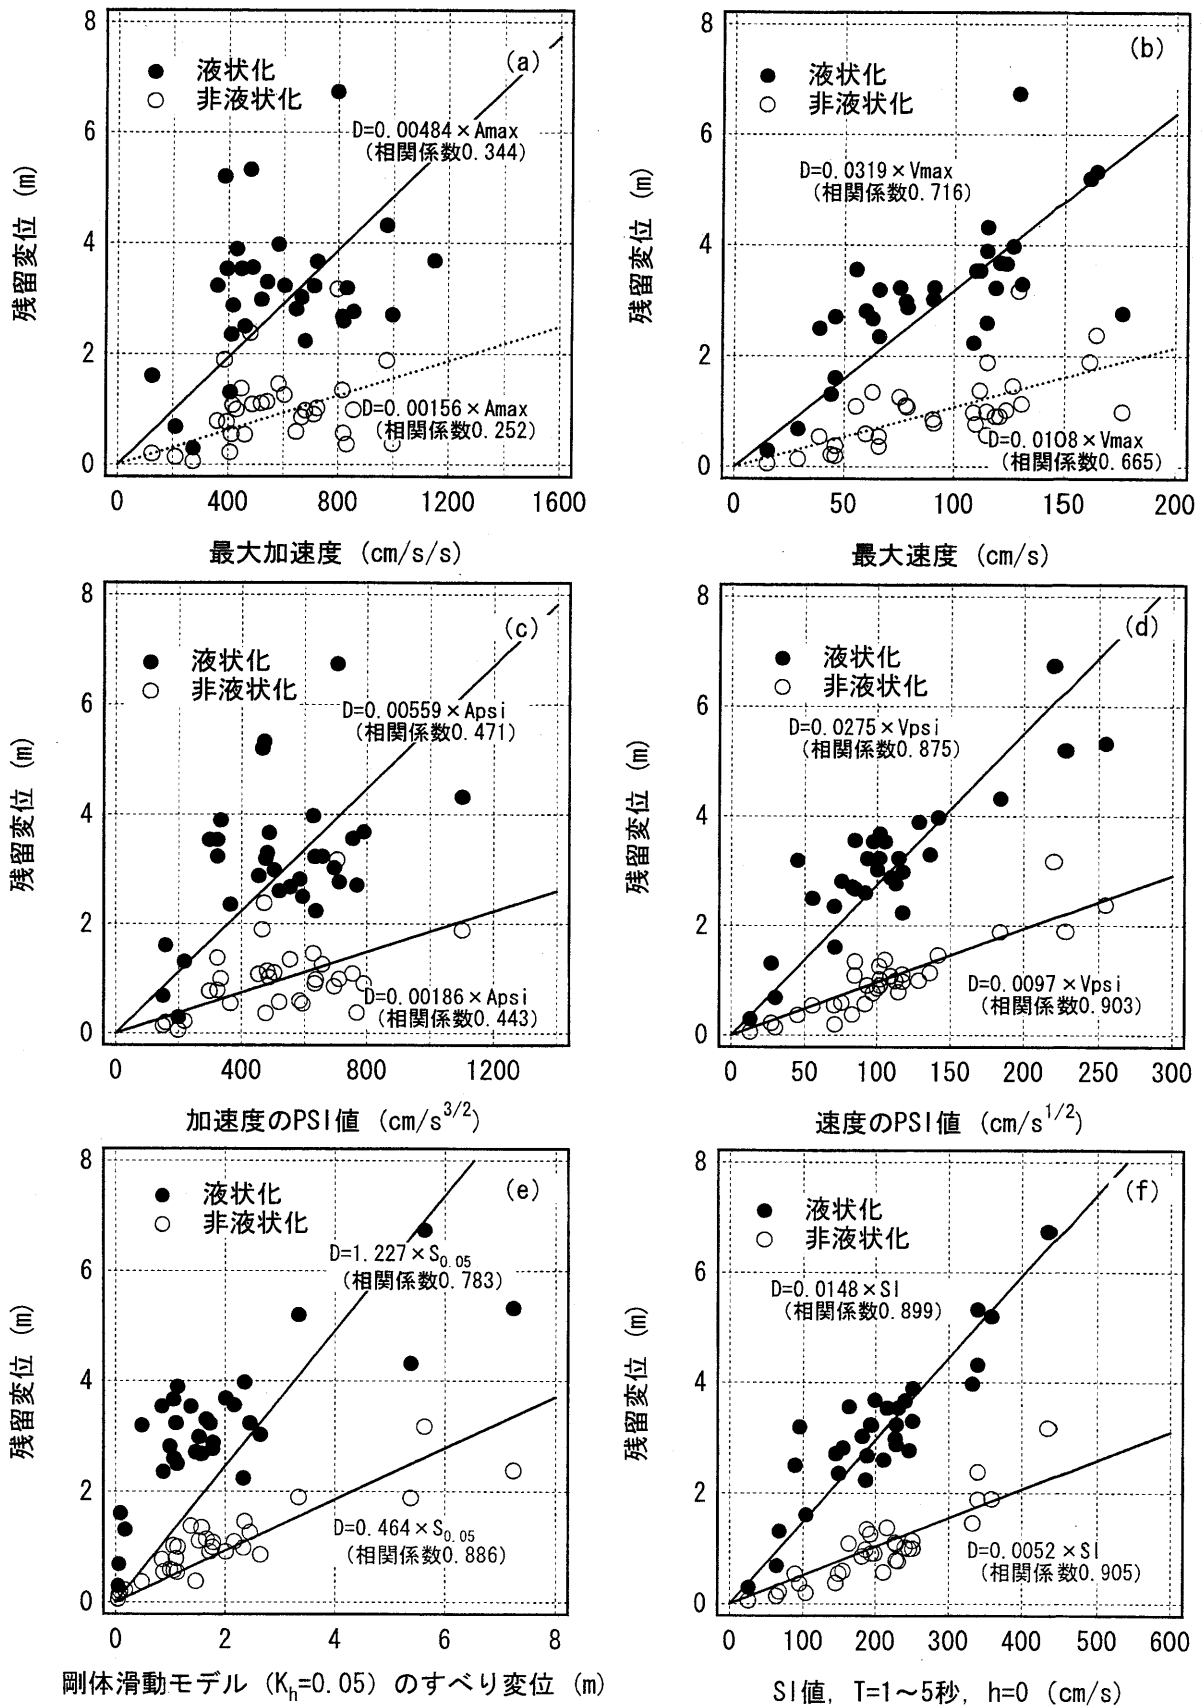 8
6
4
2
0
残留変位 (m)
(a)
液状化
非液状化
D=0.00484×Amax
(相関係数0.344)
D=0.00156×Amax
(相関係数0.252)
0 400 800 1200 1600
最大加速度 (cm/s/s)
8
6
4
2
0
残留変位 (m)
(b)
液状化
非液状化
D=0.0319×Vmax
(相関係数0.716)
D=0.0108×Vmax
(相関係数0.665)
0 50 100 150 200
最大速度 (cm/s)
8
6
4
2
0
残留変位 (m)
(c)
液状化
非液状化
D=0.00559×Apsi
(相関係数0.471)
D=0.00186×Apsi
(相関係数0.443)
0 400 800 1200
加速度のPSI値 (cm/s3/2)
8
6
4
2
0
残留変位 (m)
(d)
液状化
非液状化
D=0.0275×Vpsi
(相関係数0.875)
D=0.0097×Vpsi
(相関係数0.903)
0 50 100 150 200 250 300
速度のPSI値 (cm/s1/2)
8
6
4
2
0
残留変位 (m)
(e)
液状化
非液状化
D=1.227×S0.05
(相関係数0.783)
D=0.464×S0.05
(相関係数0.886)
0 2 4 6 8
剛体滑動モデル (Kh=0.05) のすべり変位 (m)
8
6
4
2
0
残留変位 (m)
(f)
液状化
非液状化
D=0.0148×SI
(相関係数0.899)
D=0.0052×SI
(相関係数0.905)
0 100 200 300 400 500 600
SI値, T=1～5秒, h=0 (cm/s)